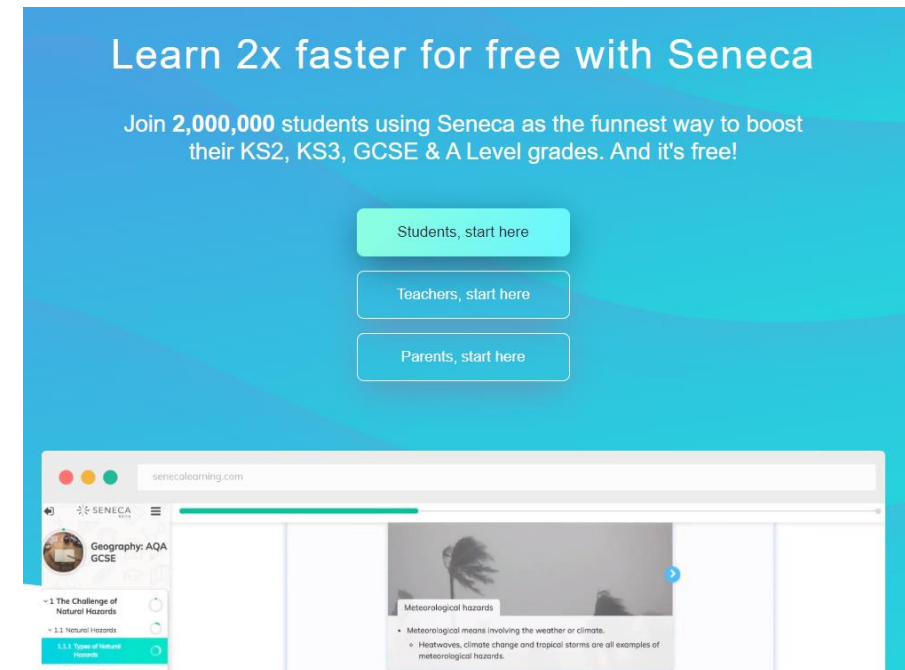 Learn 2x faster for free with Seneca
Join 2,000,000 students using Seneca as the funnest way to boost
their KS2, KS3, GCSE & A Level grades. And it's free!
Students, start here
Teachers, start here
Parents, start here
senecalearning.com
SENECA
BETA
Geography: AQA
GCSE
1 The Challenge of
Natural Hazards
1.1 Natural Hazards
1.1.1 Types of Natural
Hazards
Meteorological hazards
• Meteorological means involving the weather or climate.
Heatwaves, climate change and tropical storms are all examples of
meteorological hazards.